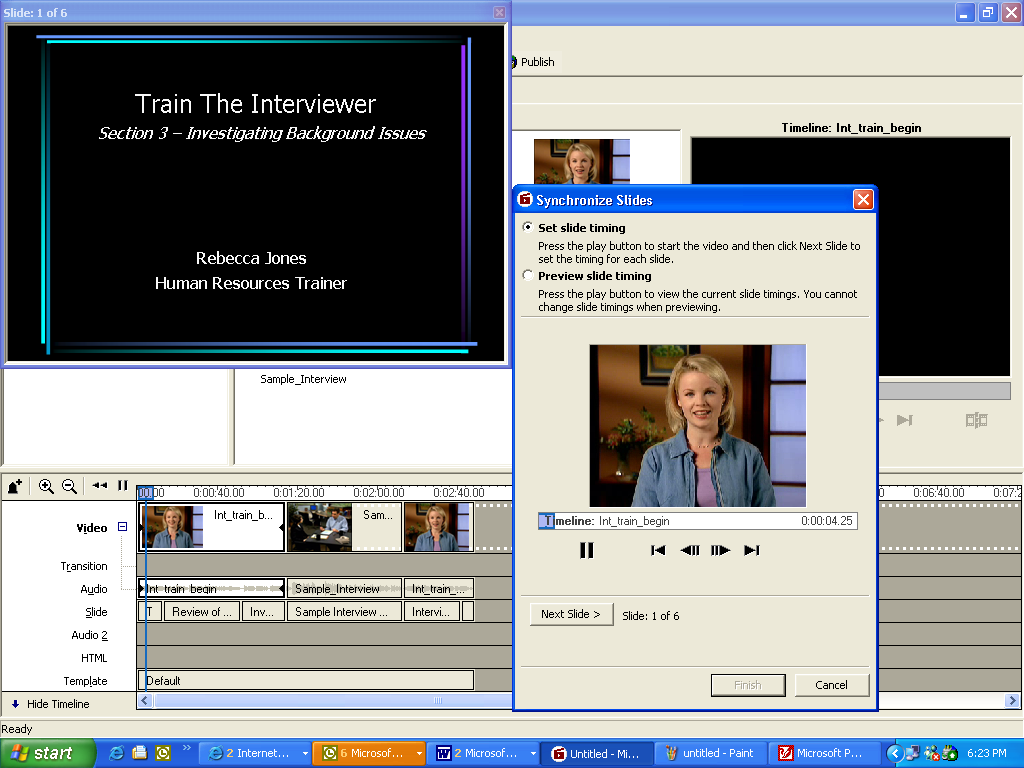 Slide: 1 of 6
Train The Interviewer
Section 3 – Investigating Background Issues
Rebecca Jones
Human Resources Trainer
Publish
Timeline: Int_train_begin
Sample_Interview
Synchronize Slides
Set slide timing
Press the play button to start the video and then click Next Slide to
set the timing for each slide.
Preview slide timing
Press the play button to view the current slide timings. You cannot
change slide timings when previewing.
Timeline: Int_train_begin 0:00:04.25
Next Slide > Slide: 1 of 6
Finish Cancel
0:00:40.00 0:01:20.00 0:02:00.00 0:02:40.00 0:06:40.00
Video Int_train_b... Sam...
Transition
Audio Int_train_begin Sample_Interview Int_train_...
Slide T Review of ... Inv... Sample Interview ... Intervi...
Audio 2
HTML
Template Default
Hide Timeline
Ready
start 2 Internet... 6 Microsof... 2 Microsof... Untitled - Mi... untitled - Paint Microsoft P... 6:23 PM